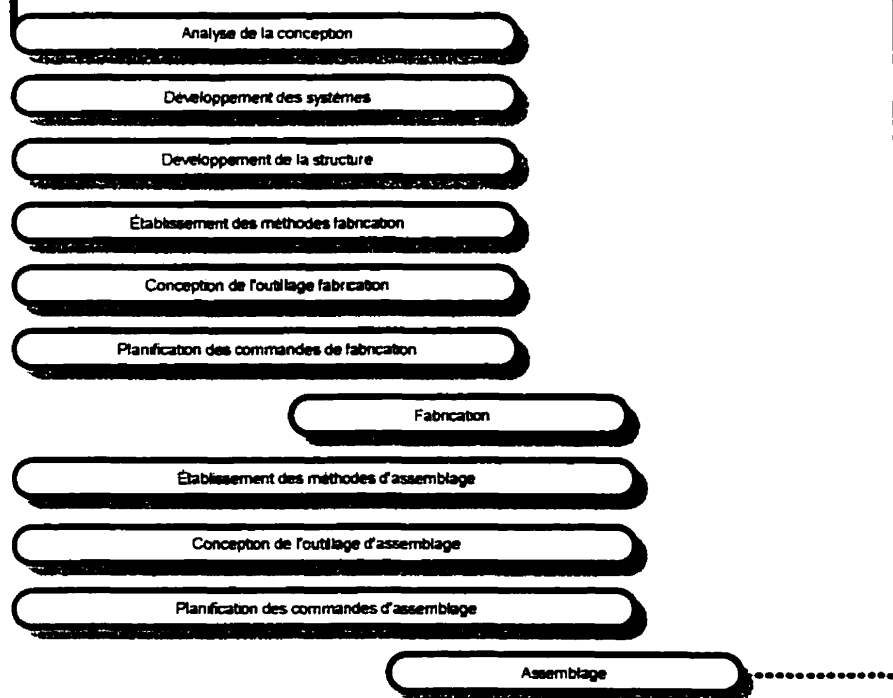 Analyse de la conception
Développement des systèmes
Développement de la structure
Établissement des méthodes fabrication
Conception de l'outillage fabrication
Planification des commandes de fabrication
Fabrication
Établissement des méthodes d'assemblage
Conception de l'outillage d'assemblage
Planification des commandes d'assemblage
Assemblage